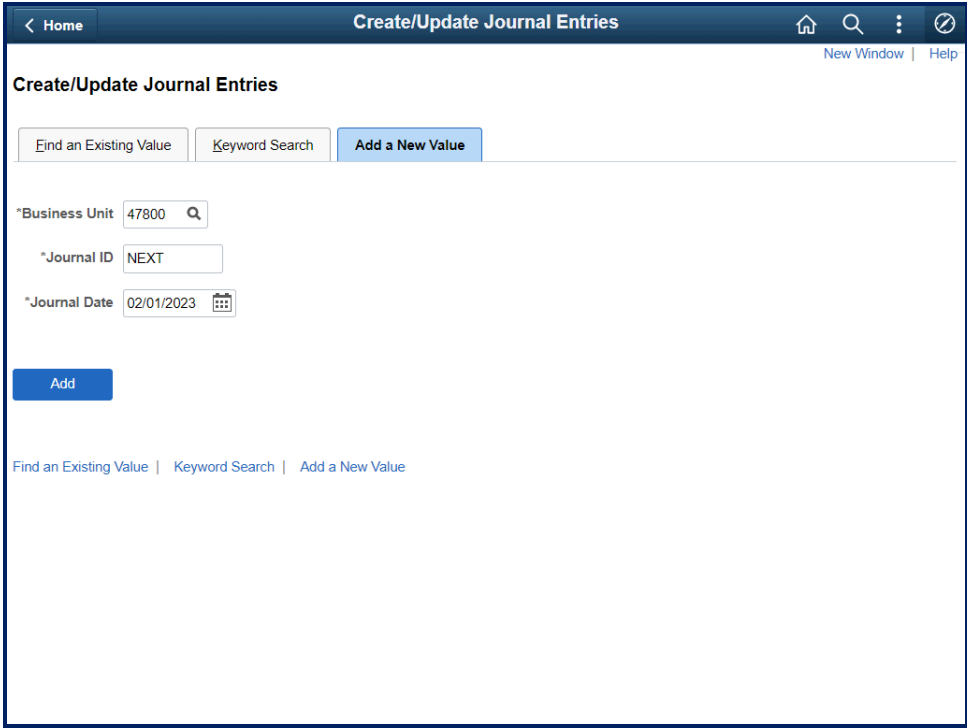 Home
Create/Update Journal Entries
New Window | Help
Create/Update Journal Entries
Find an Existing Value
Keyword Search
Add a New Value
*Business Unit 47800
*Journal ID NEXT
*Journal Date 02/01/2023
Add
Find an Existing Value | Keyword Search | Add a New Value